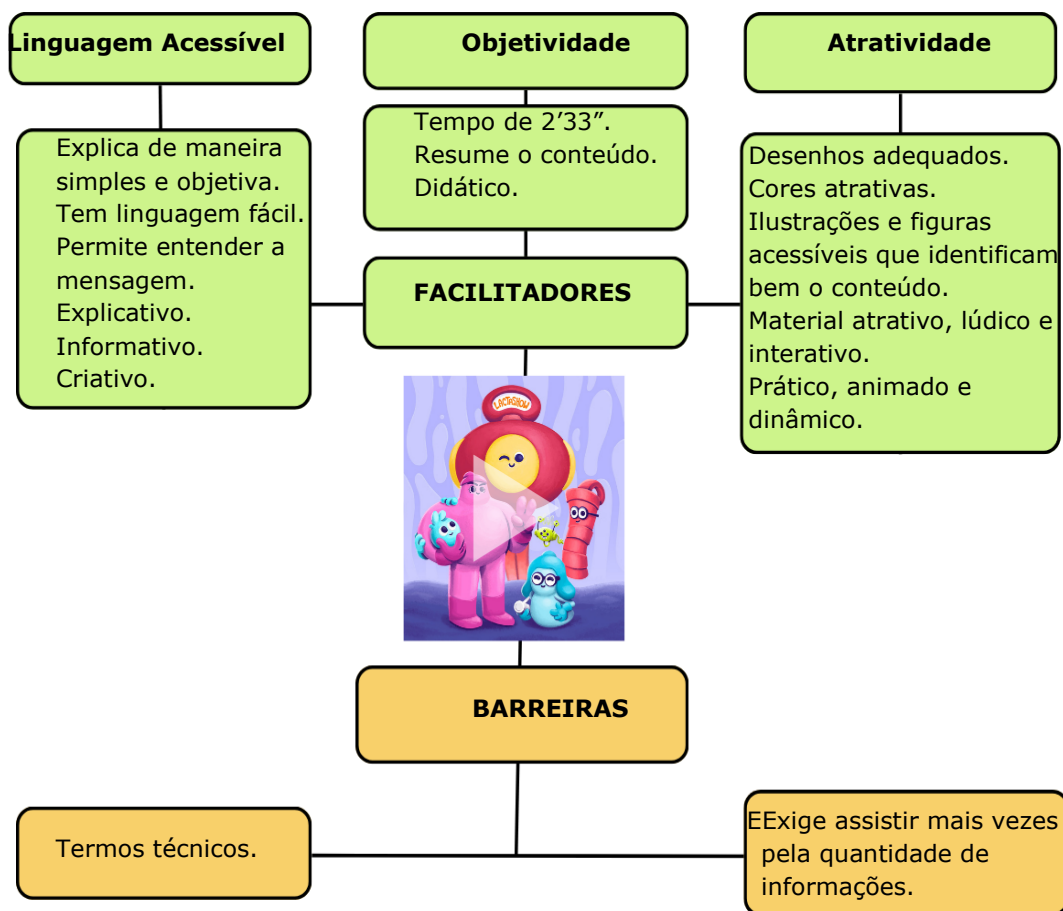 Linguagem Acessível
Objetividade
Atratividade
Explica de maneira
simples e objetiva.
Tem linguagem fácil.
Permite entender a
mensagem.
Explicativo.
Informativo.
Criativo.
Tempo de 2’33”.
Resume o conteúdo.
Didático.
Desenhos adequados.
Cores atrativas.
Ilustrações e figuras
acessíveis que identificam
bem o conteúdo.
Material atrativo, lúdico e
interativo.
Prático, animado e
dinâmico.
FACILITADORES
LACTASHOW
BARREIRAS
Termos técnicos.
EExige assistir mais vezes
pela quantidade de
informações.